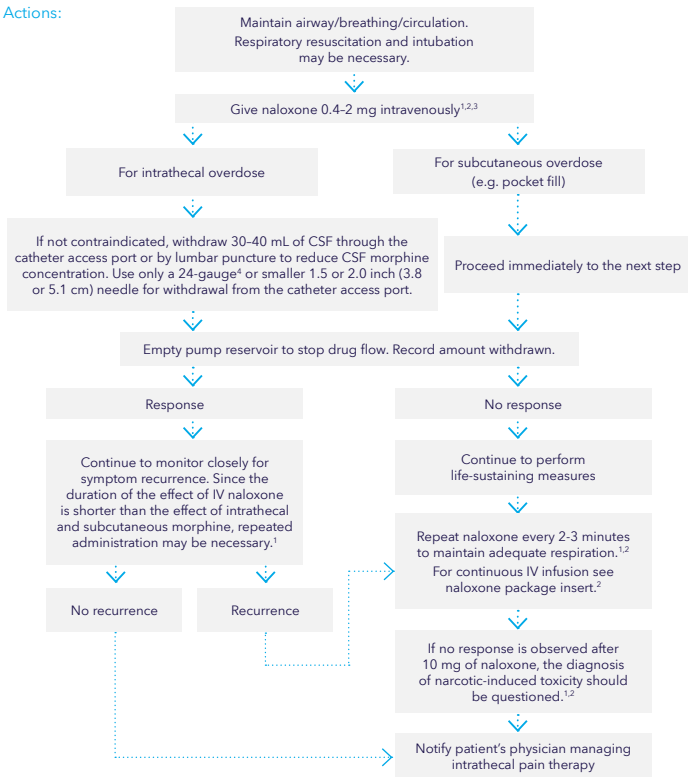 Actions:
Maintain airway/breathing/circulation.
Respiratory resuscitation and intubation
may be necessary.
Give naloxone 0.4–2 mg intravenously1,2,3
For intrathecal overdose
For subcutaneous overdose
(e.g. pocket fill)
If not contraindicated, withdraw 30–40 mL of CSF through the
catheter access port or by lumbar puncture to reduce CSF morphine
concentration. Use only a 24-gauge4 or smaller 1.5 or 2.0 inch (3.8
or 5.1 cm) needle for withdrawal from the catheter access port.
Proceed immediately to the next step
Empty pump reservoir to stop drug flow. Record amount withdrawn.
Response
No response
Continue to monitor closely for
symptom recurrence. Since the
duration of the effect of IV naloxone
is shorter than the effect of intrathecal
and subcutaneous morphine, repeated
administration may be necessary.1
Continue to perform
life-sustaining measures
Repeat naloxone every 2-3 minutes
to maintain adequate respiration.1,2
For continuous IV infusion see
naloxone package insert.2
No recurrence
Recurrence
If no response is observed after
10 mg of naloxone, the diagnosis
of narcotic-induced toxicity should
be questioned.1,2
Notify patient's physician managing
intrathecal pain therapy